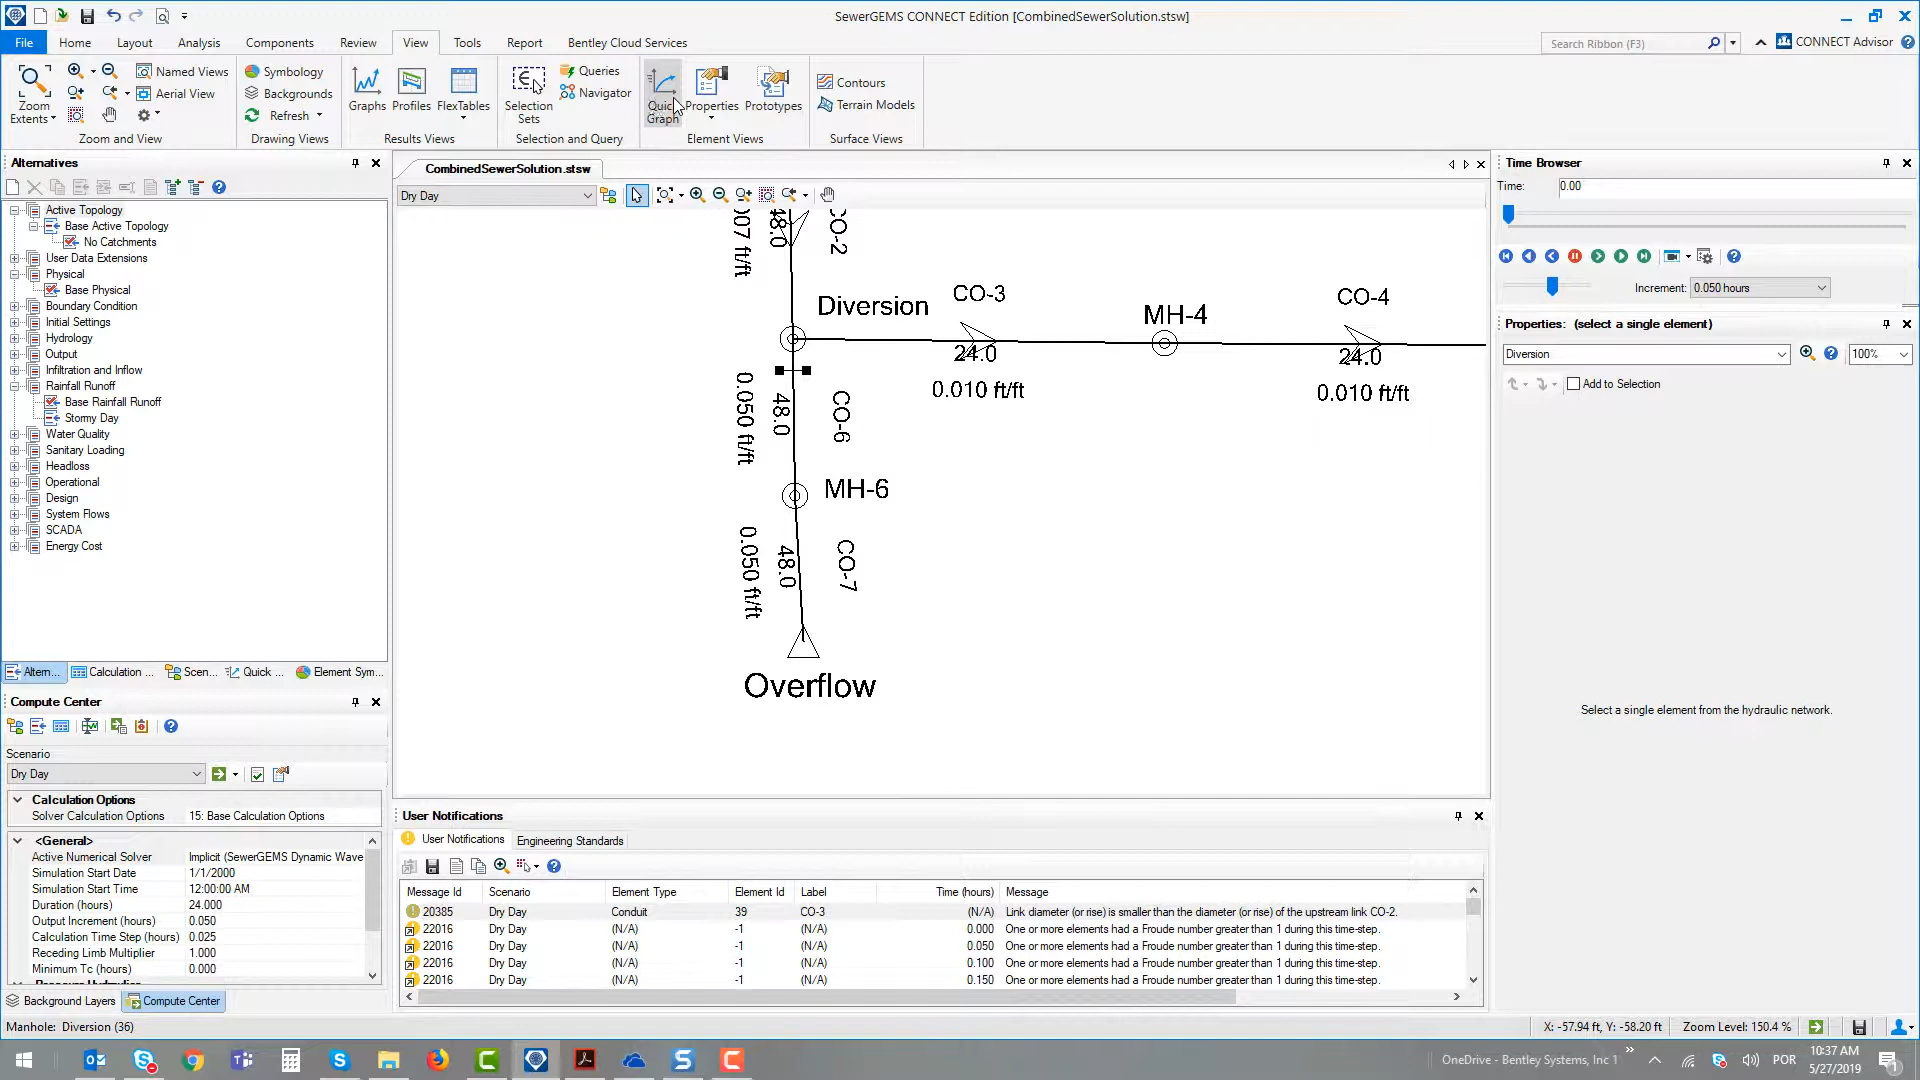 SewerGEMS CONNECT Edition [CombinedSewerSolution.stsw]
File Home Layout Analysis Components Review View Tools Report Bentley Cloud Services
Search Ribbon (F3) CONNECT Advisor
Zoom Extents
Named Views
Aerial View
Zoom and View
Symbology
Backgrounds
Refresh
Drawing Views
Graphs Profiles FlexTables
Results Views
Selection Sets
Queries
Navigator
Selection and Query
Quick Graph Properties Prototypes
Element Views
Contours
Terrain Models
Surface Views
Alternatives
Active Topology
Base Active Topology
No Catchments
User Data Extensions
Physical
Base Physical
Boundary Condition
Initial Settings
Hydrology
Output
Infiltration and Inflow
Rainfall Runoff
Base Rainfall Runoff
Stormy Day
Water Quality
Sanitary Loading
Headloss
Operational
Design
System Flows
SCADA
Energy Cost
Altern... Calculation ... Scen... Quick ... Element Sym...
Compute Center
Scenario
Dry Day
Calculation Options
Solver Calculation Options 15: Base Calculation Options
<General>
Active Numerical Solver Implicit (SewerGEMS Dynamic Wave
Simulation Start Date 1/1/2000
Simulation Start Time 12:00:00 AM
Duration (hours) 24.000
Output Increment (hours) 0.050
Calculation Time Step (hours) 0.025
Receding Limb Multiplier 1.000
Minimum Tc (hours) 0.000
Background Layers Compute Center
CombinedSewerSolution.stsw
Dry Day
007 ft/ft
48.0
CO-2
Diversion
CO-3
24.0
0.010 ft/ft
MH-4
CO-4
24.0
0.010 ft/ft
0.050 ft/ft
48.0
CO-6
MH-6
0.050 ft/ft
48.0
CO-7
Overflow
User Notifications
User Notifications Engineering Standards
Message Id Scenario Element Type Element Id Label Time (hours) Message
20385 Dry Day Conduit 39 CO-3 (N/A) Link diameter (or rise) is smaller than the diameter (or rise) of the upstream link CO-2.
22016 Dry Day (N/A) -1 (N/A) 0.000 One or more elements had a Froude number greater than 1 during this time-step.
22016 Dry Day (N/A) -1 (N/A) 0.050 One or more elements had a Froude number greater than 1 during this time-step.
22016 Dry Day (N/A) -1 (N/A) 0.100 One or more elements had a Froude number greater than 1 during this time-step.
22016 Dry Day (N/A) -1 (N/A) 0.150 One or more elements had a Froude number greater than 1 during this time-step.
Time Browser
Time: 0.00
Increment: 0.050 hours
Properties: (select a single element)
Diversion 100%
Add to Selection
Select a single element from the hydraulic network.
Manhole: Diversion (36)
X: -57.94 ft, Y: -58.20 ft Zoom Level: 150.4 %
OneDrive - Bentley Systems, Inc 1
POR
10:37 AM
5/27/2019